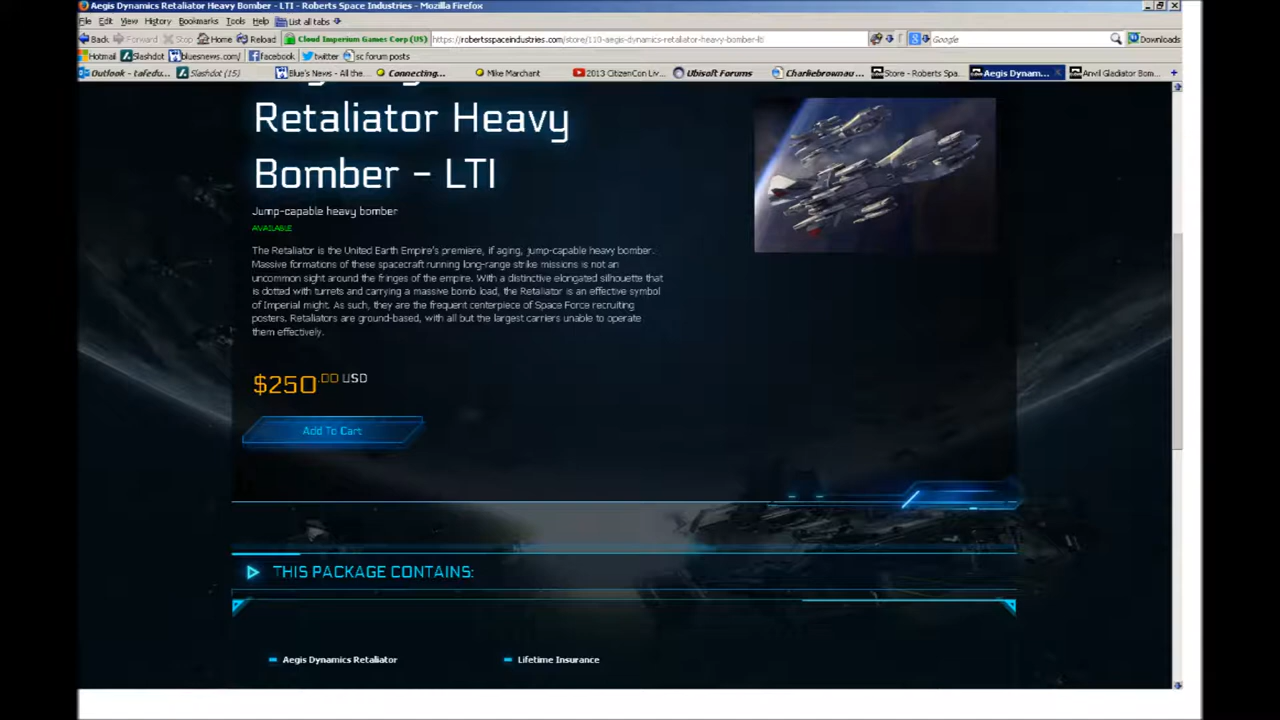 Aegis Dynamics Retaliator Heavy Bomber - LTI - Roberts Space Industries - Mozilla Firefox
File Edit View History Bookmarks Tools Help List all tabs
Back Forward Stop Home Reload Cloud Imperium Games Corp (US) https://robertsspaceindustries.com/store/110-aegis-dynamics-retaliator-heavy-bomber-lti Google Downloads
Hotmail Slashdot bluesnews.com/ facebook twitter sc forum posts
Outlook - tafedu... Slashdot (15) Blue's News - All the... Connecting... Mike Marchant 2013 CitizenCon Liv... Ubisoft Forums Charliebrownau ... Store - Roberts Spa... Aegis Dynam... Anvil Gladiator Bom...
Retaliator Heavy
Bomber - LTI
Jump-capable heavy bomber
AVAILABLE
The Retaliator is the United Earth Empire's premiere, if aging, jump-capable heavy bomber.
Massive formations of these spacecraft running long-range strike missions is not an
uncommon sight around the fringes of the empire. With a distinctive elongated silhouette that
is dotted with turrets and carrying a massive bomb load, the Retaliator is an effective symbol
of Imperial might. As such, they are the frequent centerpiece of Space Force recruiting
posters. Retaliators are ground-based, with all but the largest carriers unable to operate
them effectively.
$250.00 USD
Add To Cart
THIS PACKAGE CONTAINS:
Aegis Dynamics Retaliator Lifetime Insurance